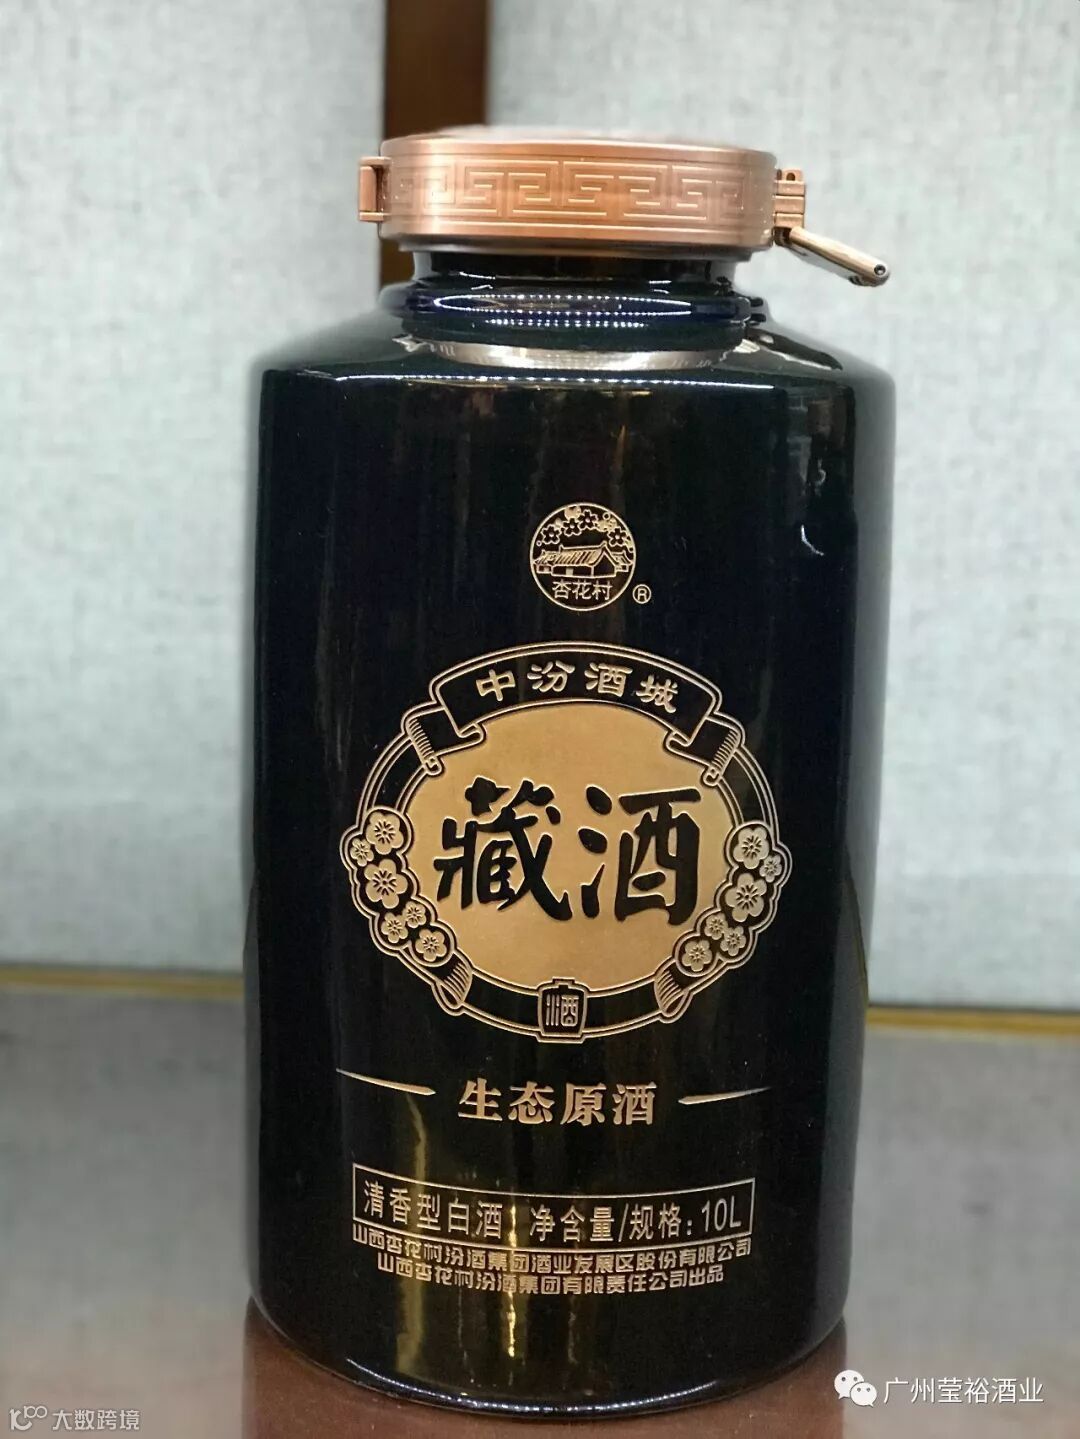 杏花村
®
中汾酒城
藏酒
酒
生态原酒
清香型白酒 净含量/规格:10L
山西杏花村汾酒集团酒业发展区股份有限公司
山西杏花村汾酒集团有限责任公司出品
广州莹裕酒业
大数跨境